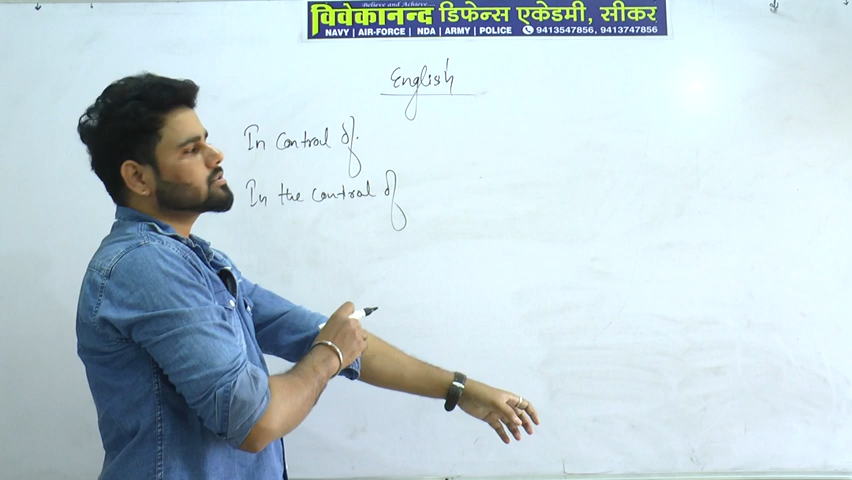 Believe and Achieve....
विवेकानन्द डिफेन्स एकेडमी, सीकर
NAVY | AIR-FORCE | NDA | ARMY | POLICE 9413547856, 9413747856
English
In control of.
In the control of